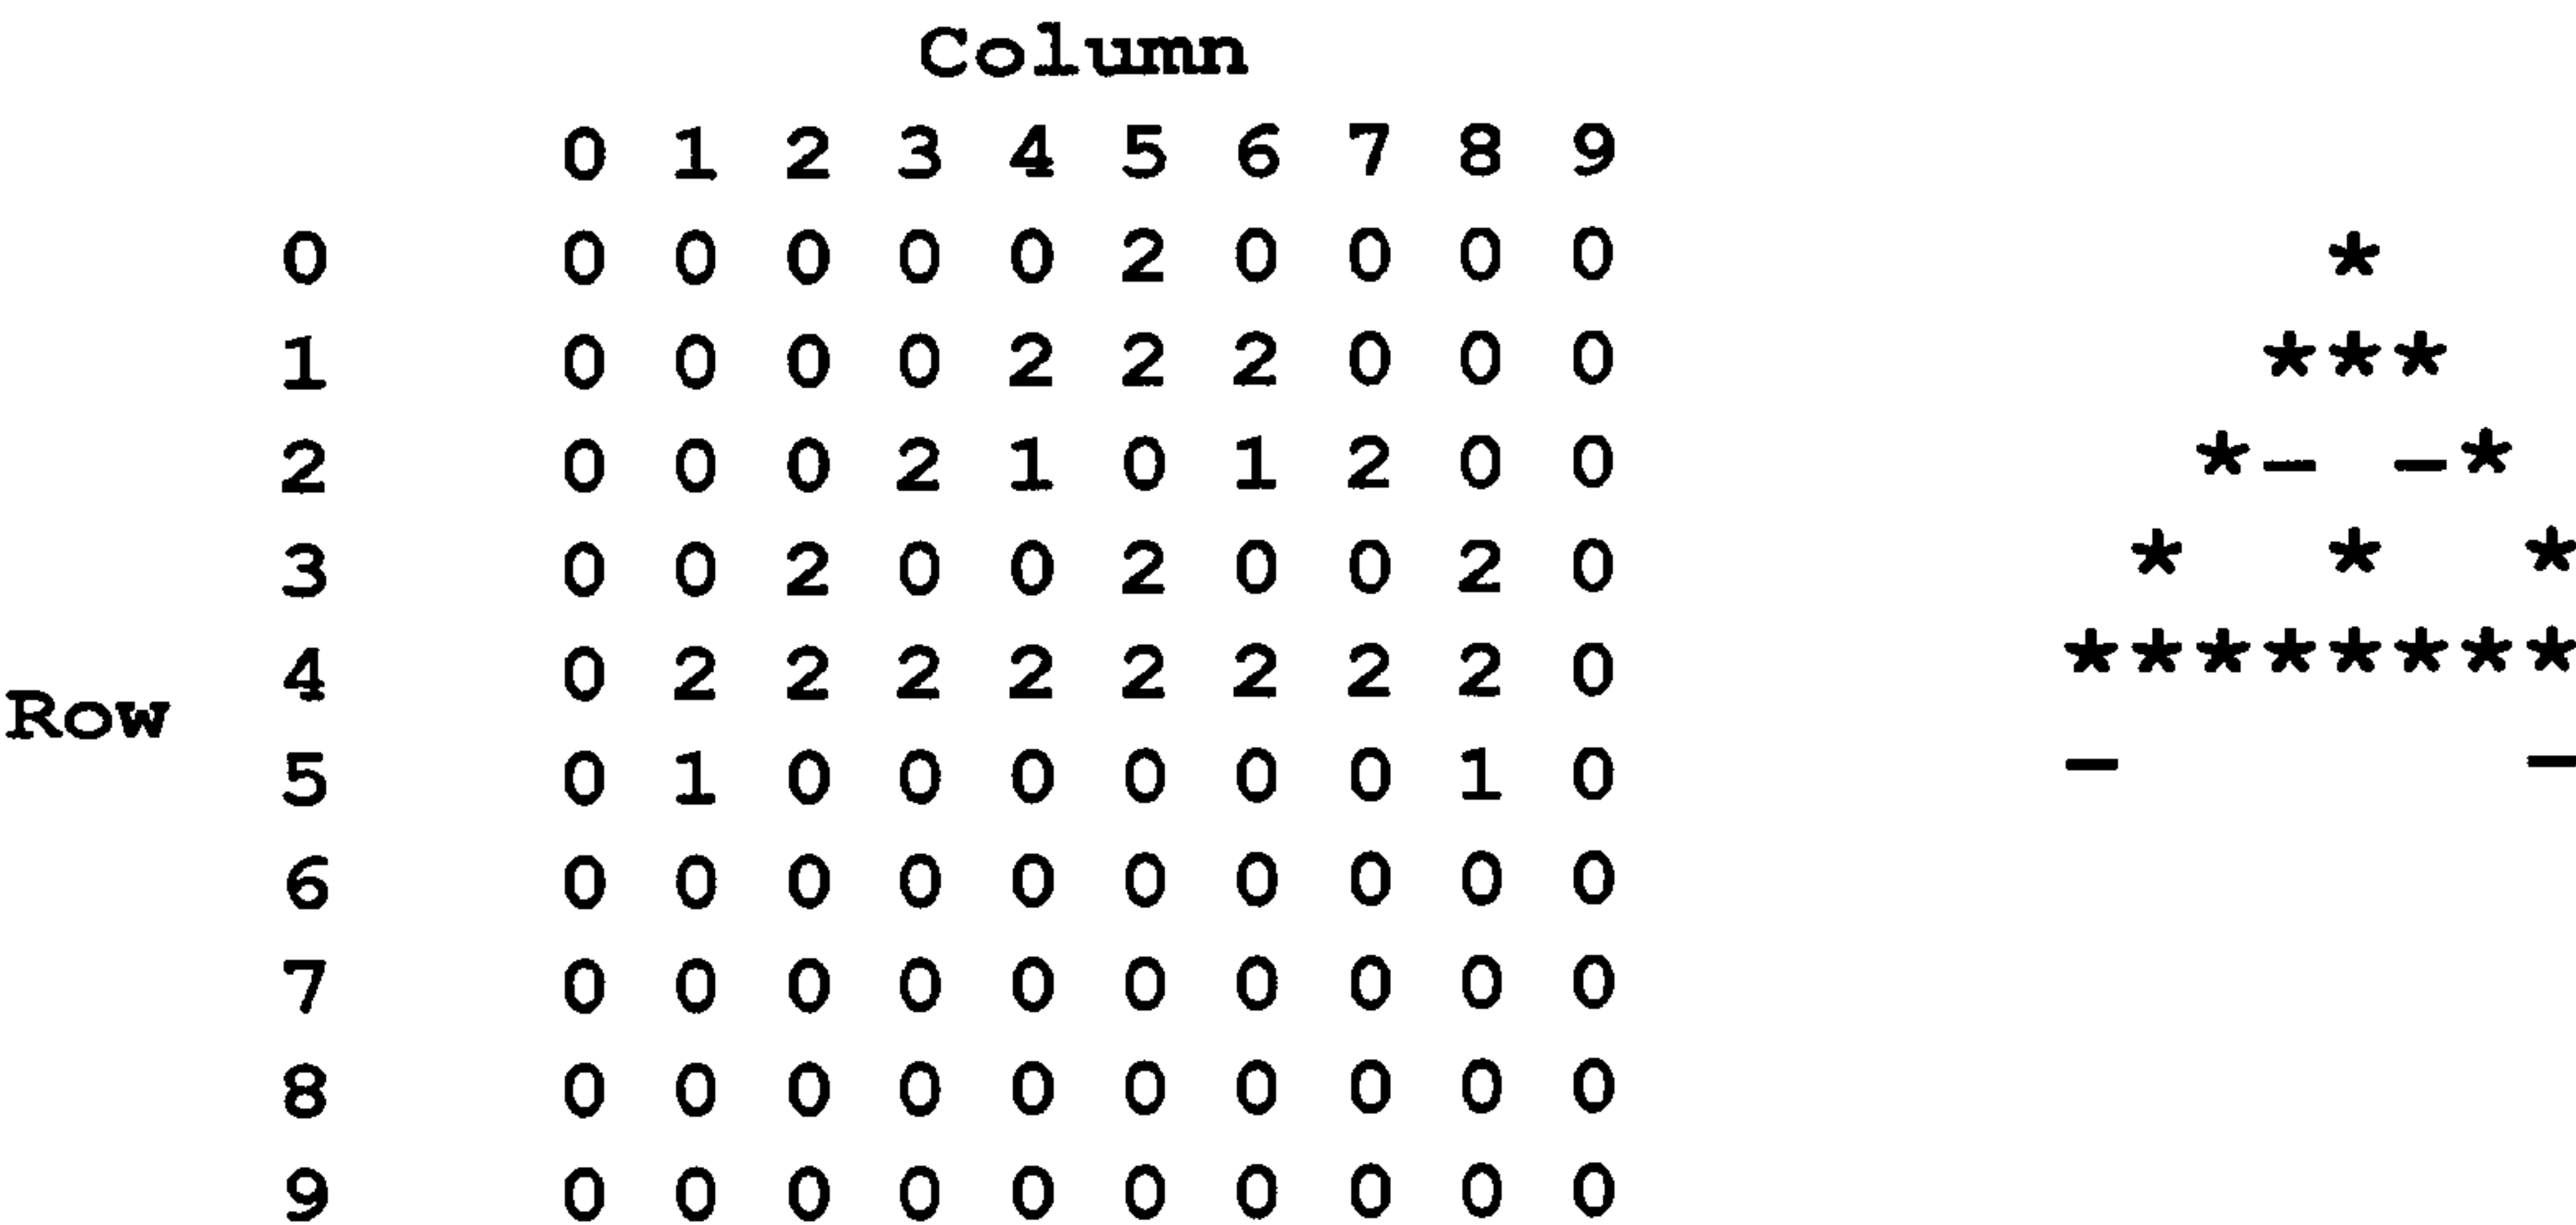 Column
0 1 2 3 4 5 6 7 8 9
0 0 0 0 0 0 2 0 0 0 0 *
1 0 0 0 0 2 2 2 0 0 0 ***
2 0 0 0 2 1 0 1 2 0 0 *- -*
3 0 0 2 0 0 2 0 0 2 0 * * *
4 0 2 2 2 2 2 2 2 2 0 ********
Row
5 0 1 0 0 0 0 0 0 1 0 - -
6 0 0 0 0 0 0 0 0 0 0
7 0 0 0 0 0 0 0 0 0 0
8 0 0 0 0 0 0 0 0 0 0
9 0 0 0 0 0 0 0 0 0 0